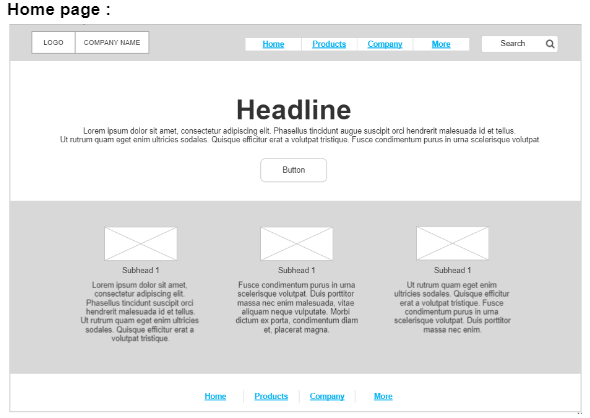 Home page :
LOGO COMPANY NAME Home Products Company More Search
Headline
Lorem ipsum dolor sit amet, consectetur adipiscing elit. Phasellus tincidunt augue suscipit orci hendrerit malesuada id et tellus.
Ut rutrum quam eget enim ultricies sodales. Quisque efficitur erat a volutpat tristique. Fusce condimentum purus in urna scelerisque volutpat
Button
Subhead 1
Lorem ipsum dolor sit amet,
consectetur adipiscing elit.
Phasellus tincidunt suscipit orci
hendrerit malesuada id et tellus.
Ut rutrum quam eget enim ultricies
sodales. Quisque efficitur erat a
volutpat tristique.
Subhead 1
Fusce condimentum purus in urna
scelerisque volutpat. Duis porttitor
massa nec enim malesuada, vitae
aliquam neque vulputate. Morbi
dictum ex porta, condimentum diam
et, placerat magna.
Subhead 1
Ut rutrum quam eget enim
ultricies sodales. Quisque efficitur
erat a volutpat tristique. Fusce
condimentum purus in urna
scelerisque volutpat. Duis porttitor
massa nec enim.
Home Products Company More